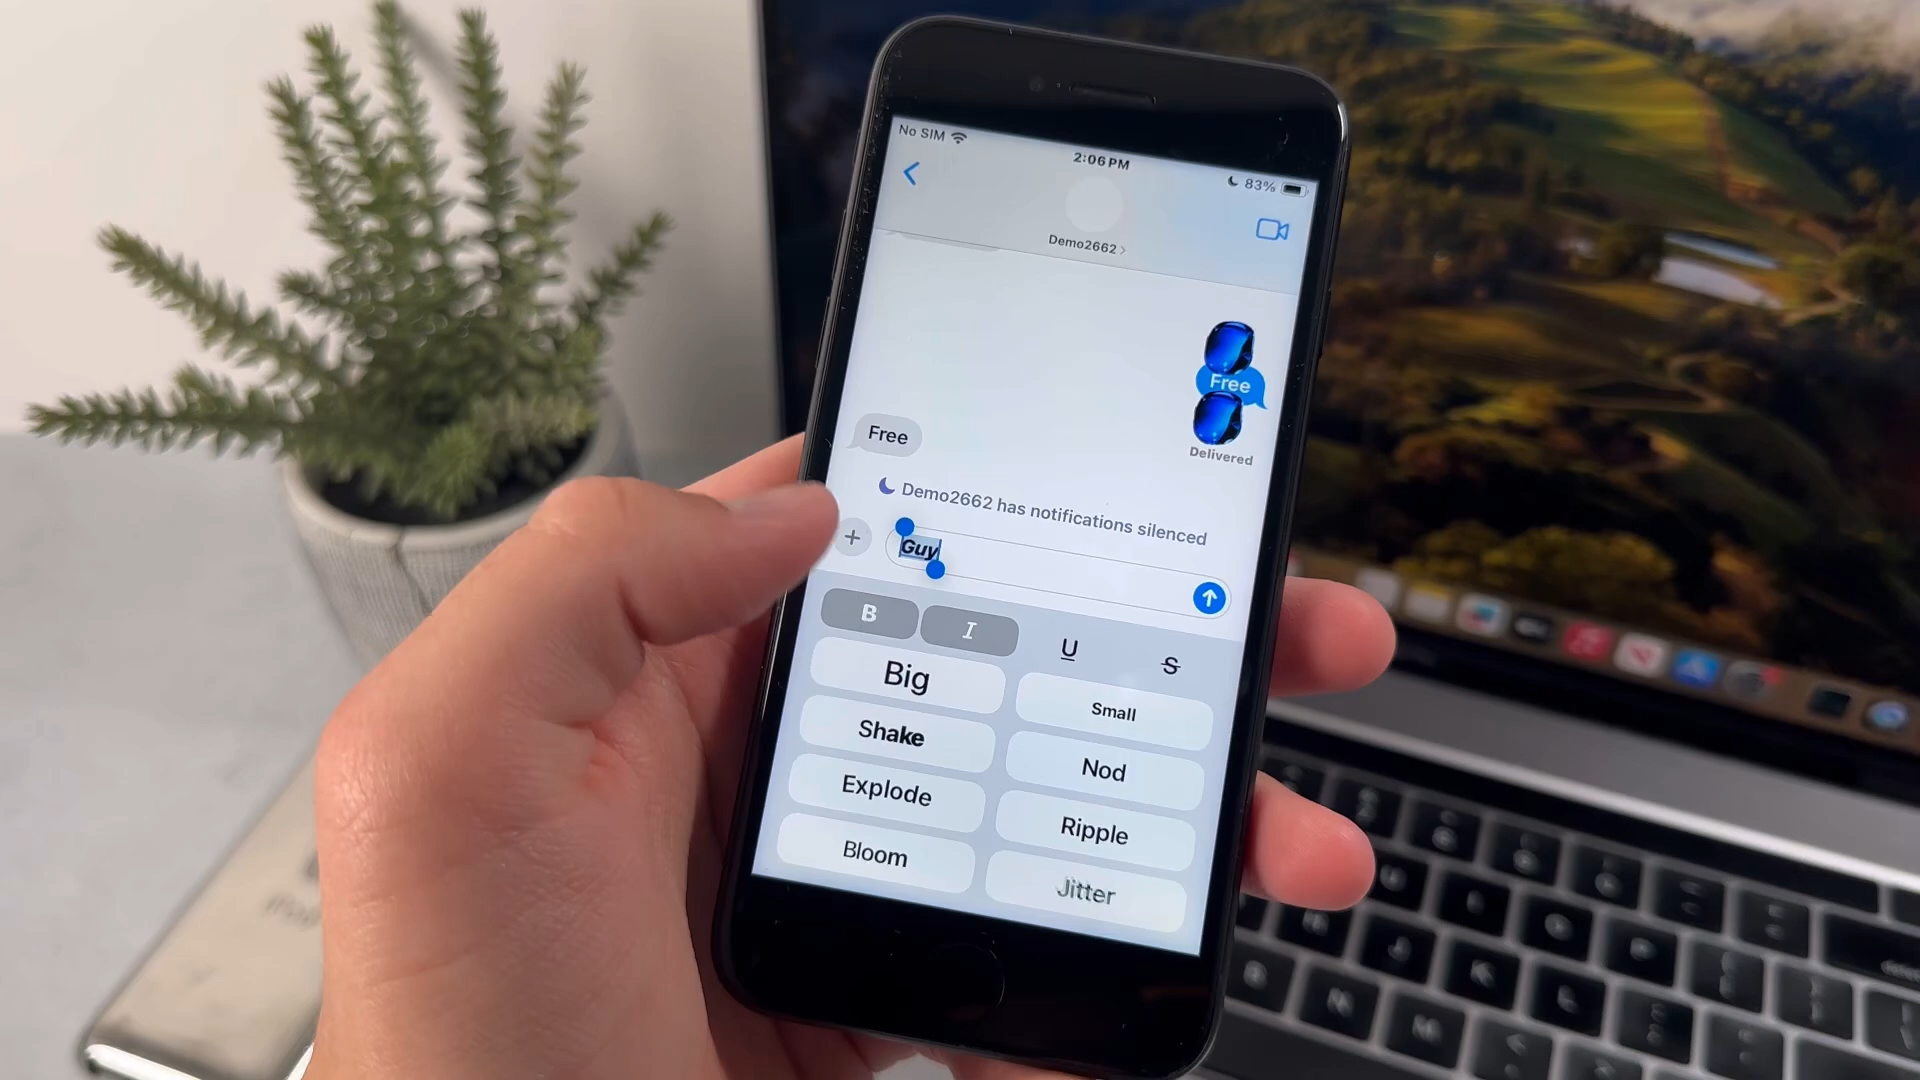 No SIM
2:06 PM
83%
Demo2662
Free
Delivered
Free
Demo2662 has notifications silenced
Guy
B I U S
Big Small
Shake Nod
Explode Ripple
Bloom Jitter